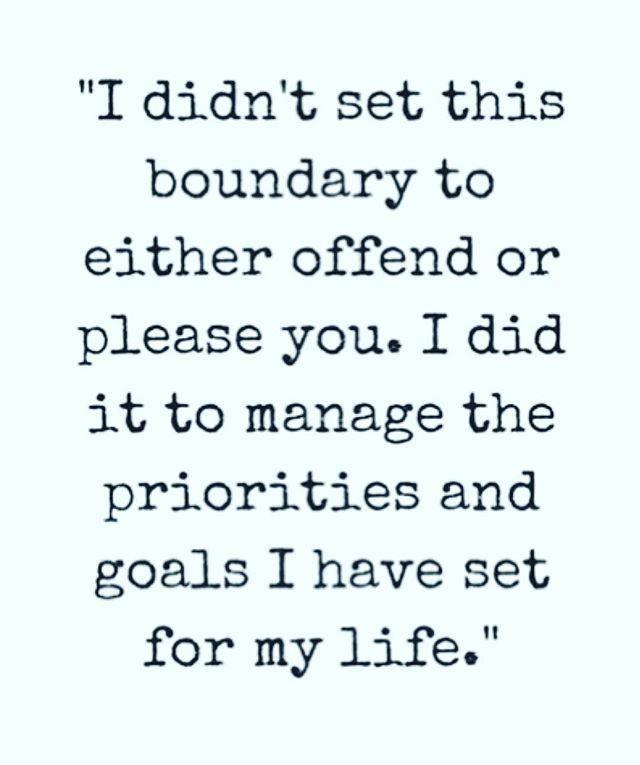 "I didn't set this
boundary to
either offend or
please you. I did
it to manage the
priorities and
goals I have set
for my life."